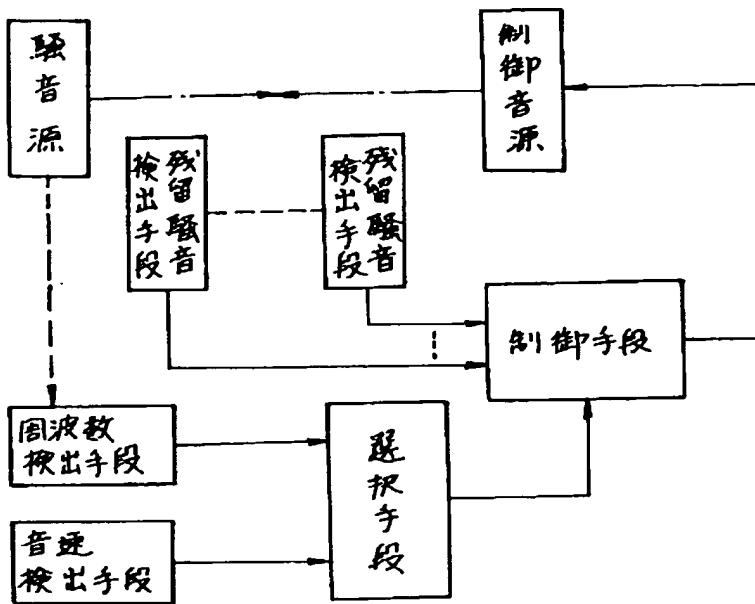 騒音源
制御音源
残留騒音
検出手段
残留騒音
検出手段
制御手段
周波数
検出手段
選択手段
音速
検出手段